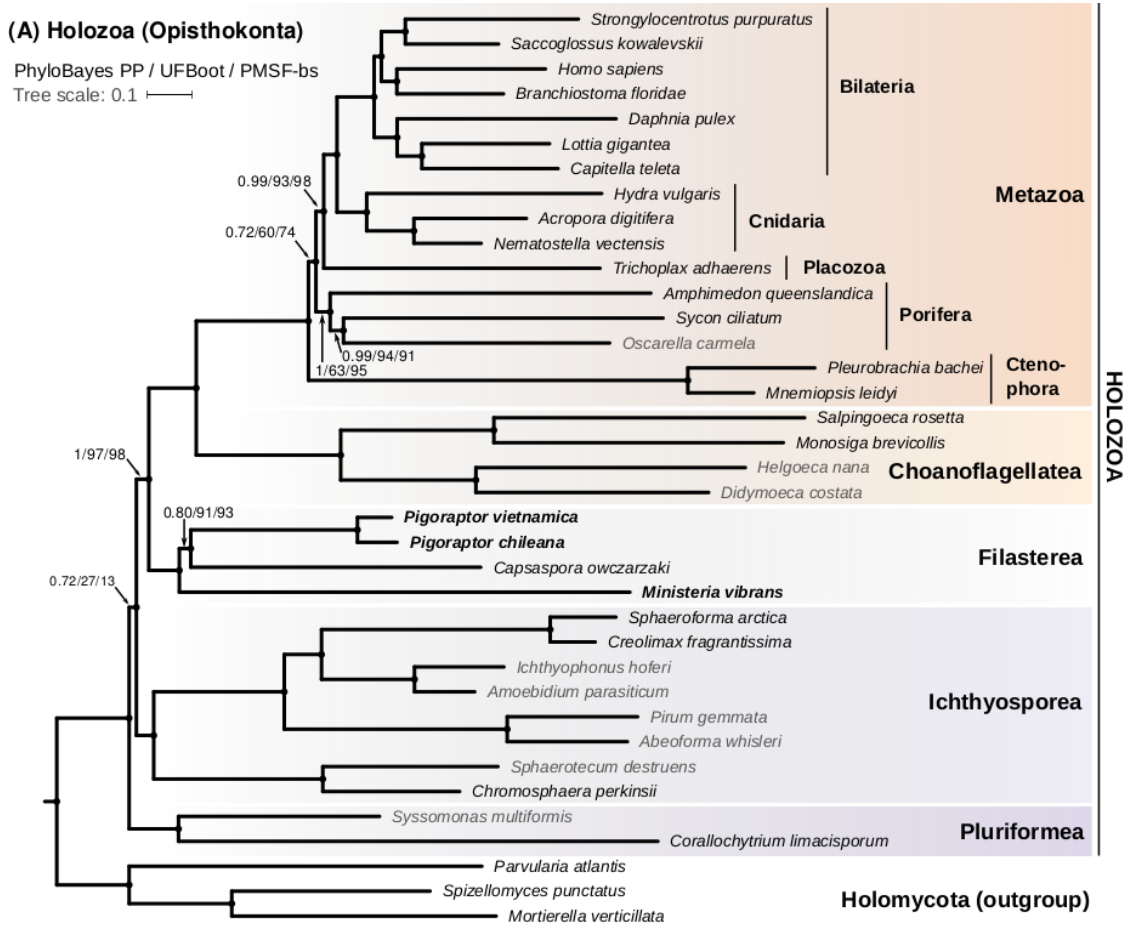 (A) Holozoa (Opisthokonta)
PhyloBayes PP / UFBoot / PMSF-bs
Tree scale: 0.1
Strongylocentrotus purpuratus
Saccoglossus kowalevskii
Homo sapiens
Branchiostoma floridae
Daphnia pulex
Lottia gigantea
Capitella teleta
Bilateria
Hydra vulgaris
Acropora digitifera
Nematostella vectensis
Cnidaria
Trichoplax adhaerens
Placozoa
Amphimedon queenslandica
Sycon ciliatum
Oscarella carmela
Porifera
Pleurobrachia bachei
Mnemiopsis leidyi
Cteno-
phora
Metazoa
0.99/93/98
0.72/60/74
0.99/94/91
1/63/95
Salpingoeca rosetta
Monosiga brevicollis
Helgoeca nana
Didymoeca costata
Choanoflagellatea
1/97/98
0.80/91/93
Pigoraptor vietnamica
Pigoraptor chileana
Capsaspora owczarzaki
Ministeria vibrans
Filasterea
0.72/27/13
Sphaeroforma arctica
Creolimax fragrantissima
Ichthyophonus hoferi
Amoebidium parasiticum
Pirum gemmata
Abeoforma whisleri
Sphaerotecum destruens
Chromosphaera perkinsii
Ichthyosporea
Syssomonas multiformis
Corallochytrium limacisporum
Pluriformea
HOLOZOA
Parvularia atlantis
Spizellomyces punctatus
Mortierella verticillata
Holomycota (outgroup)